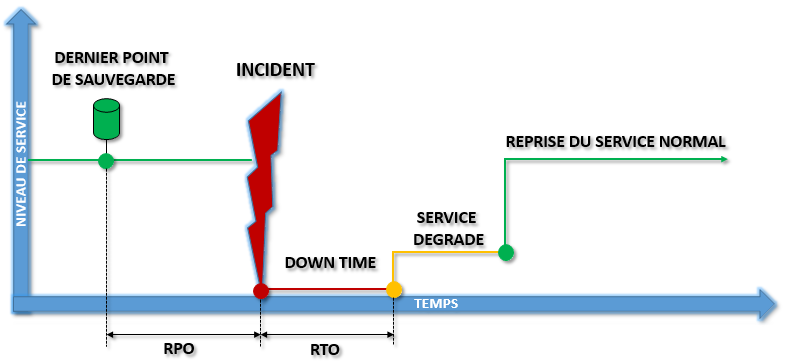 DERNIER POINT
DE SAUVEGARDE
INCIDENT
NIVEAU DE SERVICE
REPRISE DU SERVICE NORMAL
SERVICE
DEGRADE
DOWN TIME
TEMPS
RPO
RTO